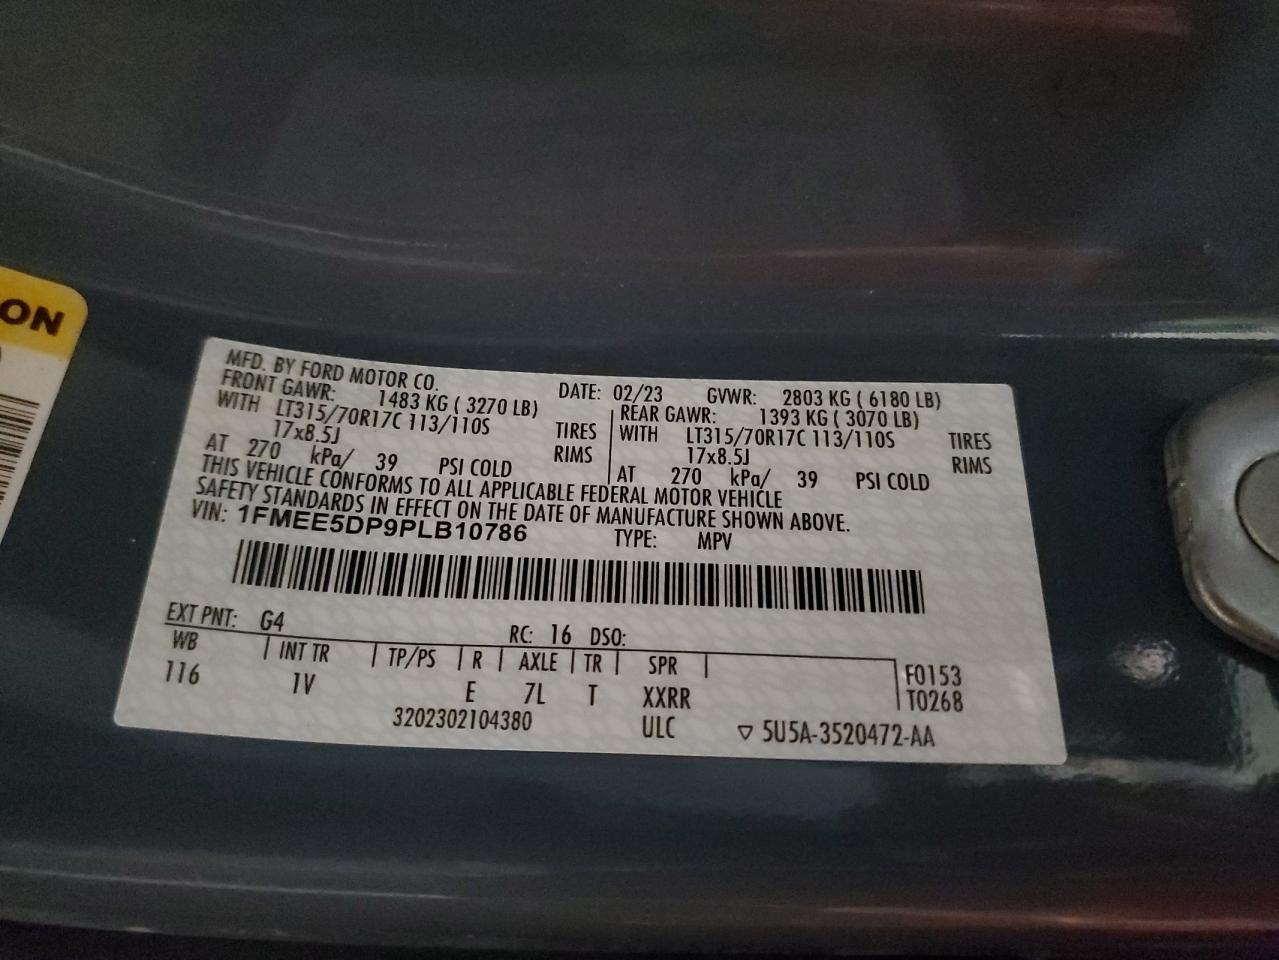 ON
MFD. BY FORD MOTOR CO.
DATE: 02/23 GVWR: 2803 KG ( 6180 LB)
FRONT GAWR: 1483 KG ( 3270 LB)
WITH LT315/70R17C 113/110S TIRES
17x8.5J RIMS
AT 270 kPa/ 39 PSI COLD
REAR GAWR: 1393 KG ( 3070 LB)
WITH LT315/70R17C 113/110S TIRES
17x8.5J RIMS
AT 270 kPa/ 39 PSI COLD
THIS VEHICLE CONFORMS TO ALL APPLICABLE FEDERAL MOTOR VEHICLE
SAFETY STANDARDS IN EFFECT ON THE DATE OF MANUFACTURE SHOWN ABOVE.
VIN: 1FMEE5DP9PLB10786 TYPE: MPV
EXT PNT: G4 RC: 16 DSO:
WB INT TR TP/PS R AXLE TR SPR F0153
116 1V E 7L T XXRR T0268
3202302104380 ULC ▽ 5U5A-3520472-AA